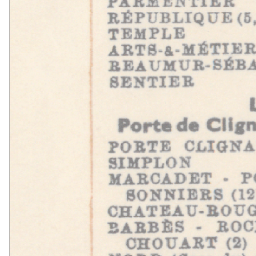 PARMENTIER
RÉPUBLIQUE (5,
TEMPLE
ARTS-&-MÉTIER
REAUMUR-SÉBA
SENTIER
Porte de Clign
PORTE CLIGNA
SIMPLON
MARCADET - PO
SONNIERS (12
CHATEAU-ROUG
BARBÈS - ROC
CHOUART (2)